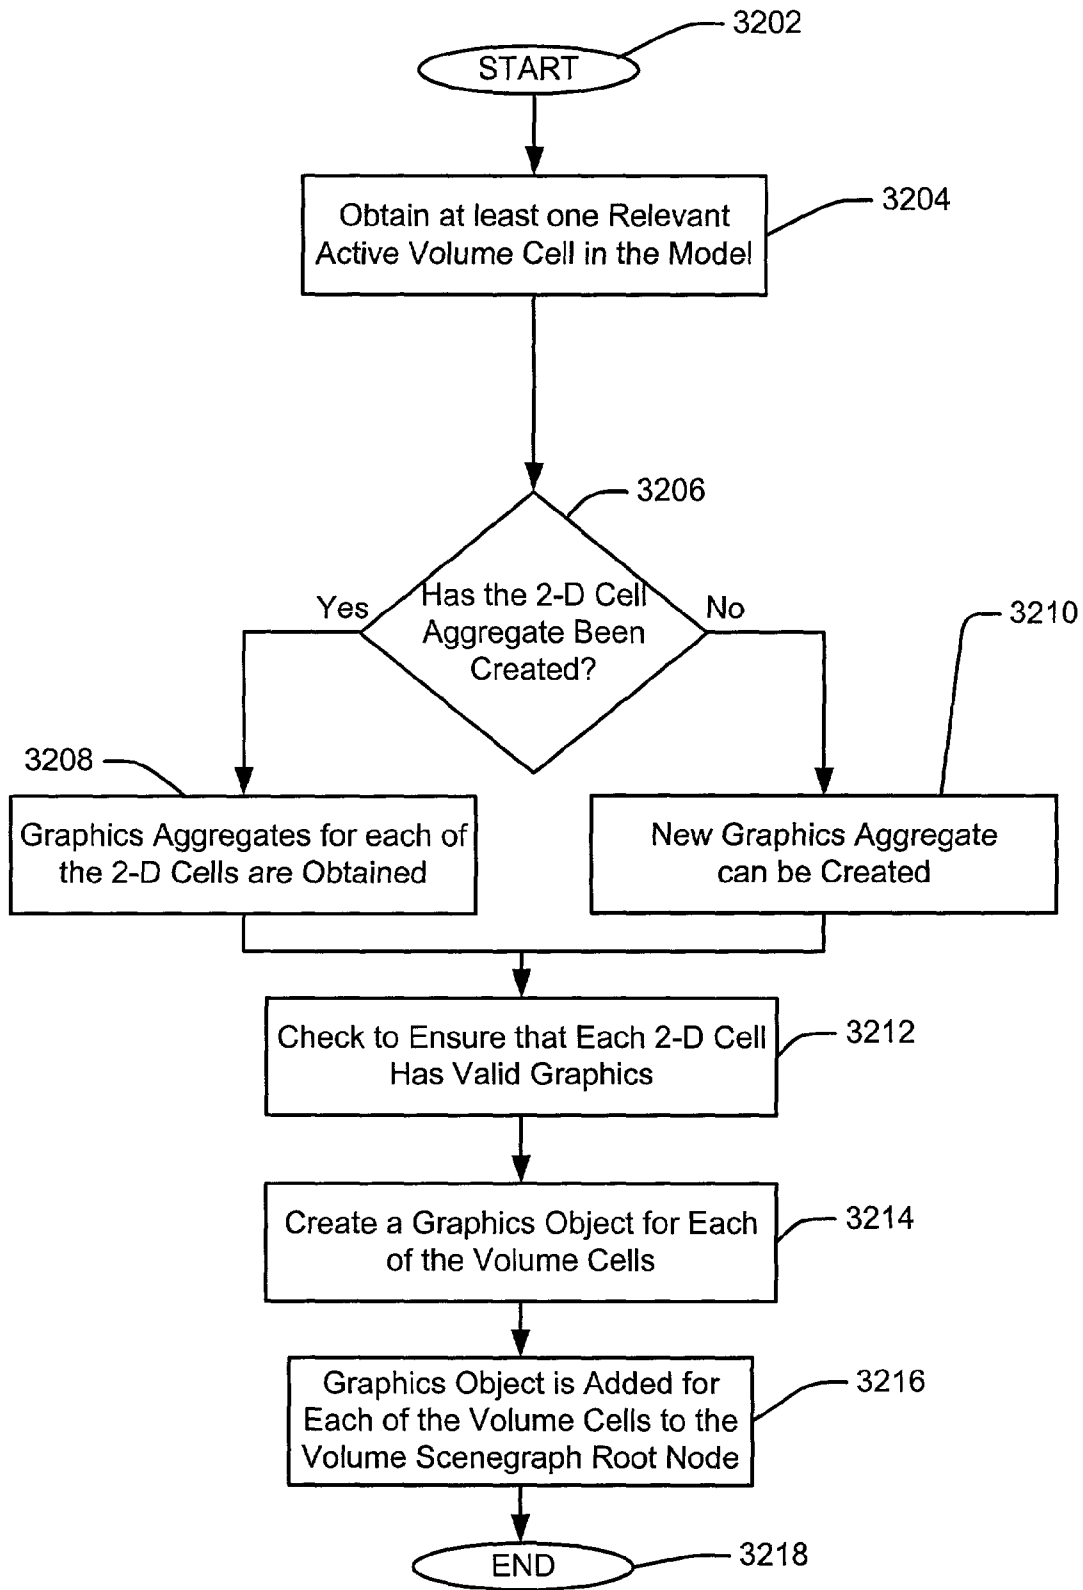 3202
START
3204
Obtain at least one Relevant
Active Volume Cell in the Model
3206
Has the 2-D Cell
Aggregate Been
Created?
Yes
No
3210
3208
Graphics Aggregates for each of
the 2-D Cells are Obtained
New Graphics Aggregate
can be Created
Check to Ensure that Each 2-D Cell
Has Valid Graphics
3212
Create a Graphics Object for Each
of the Volume Cells
3214
Graphics Object is Added for
Each of the Volume Cells to the
Volume Scenegraph Root Node
3216
END
3218